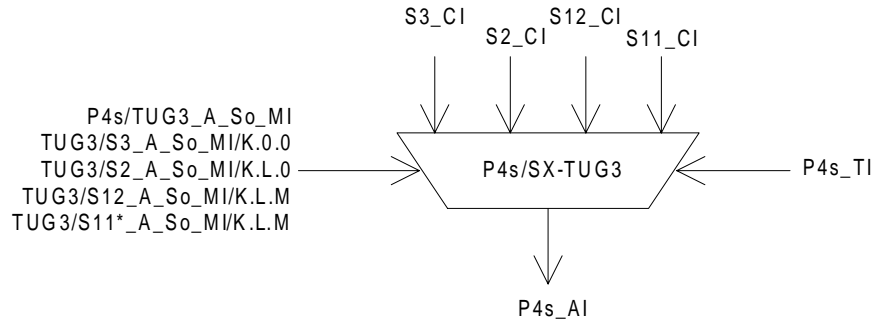 S3_CI
S12_CI
S2_CI
S11_CI
P4s/TUG3_A_So_MI
TUG3/S3_A_So_MI/K.0.0
TUG3/S2_A_So_MI/K.L.0
TUG3/S12_A_So_MI/K.L.M
TUG3/S11*_A_So_MI/K.L.M
P4s/SX-TUG3
P4s_TI
P4s_AI